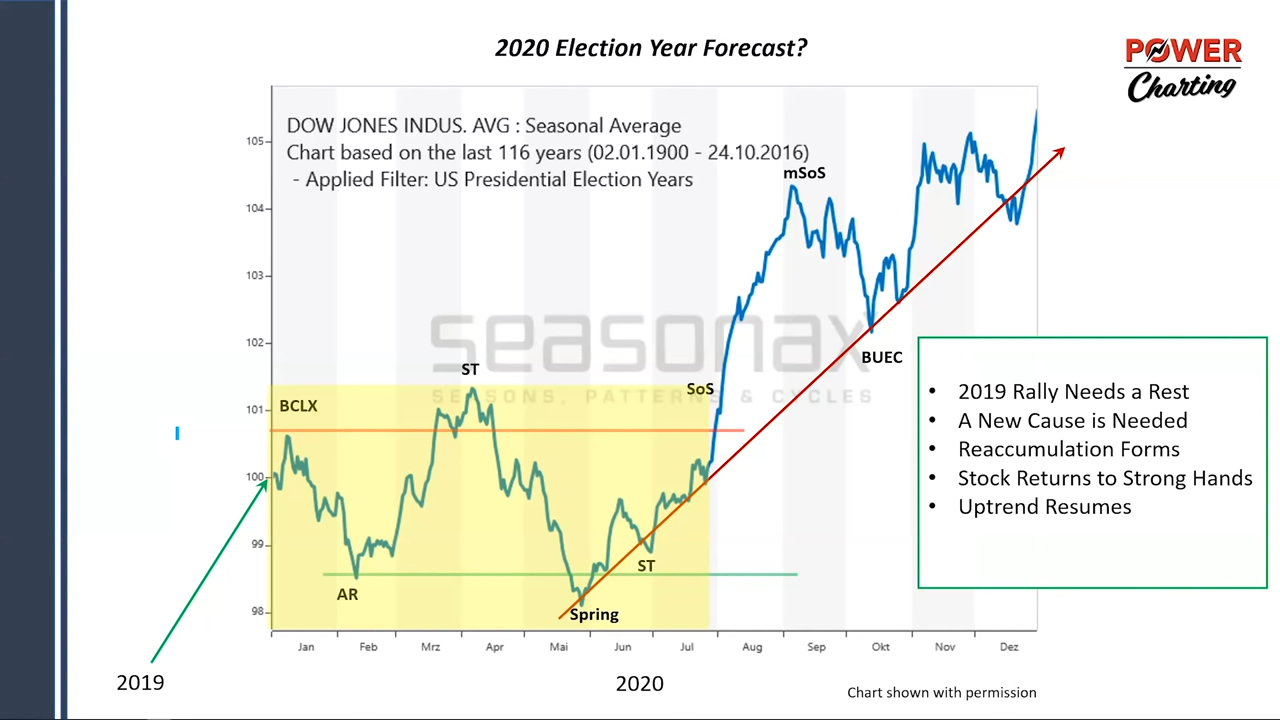 2020 Election Year Forecast?
POWER
Charting
DOW JONES INDUS. AVG : Seasonal Average
Chart based on the last 116 years (02.01.1900 - 24.10.2016)
- Applied Filter: US Presidential Election Years
105
104
103
102
101
100
99
98
mSoS
ST
SoS
BCLX
BUEC
AR
ST
Spring
seasonax
SEASONS, PATTERNS & CYCLES
• 2019 Rally Needs a Rest
• A New Cause is Needed
• Reaccumulation Forms
• Stock Returns to Strong Hands
• Uptrend Resumes
Jan Feb Mrz Apr Mai Jun Jul Aug Sep Okt Nov Dez
2019
2020
Chart shown with permission